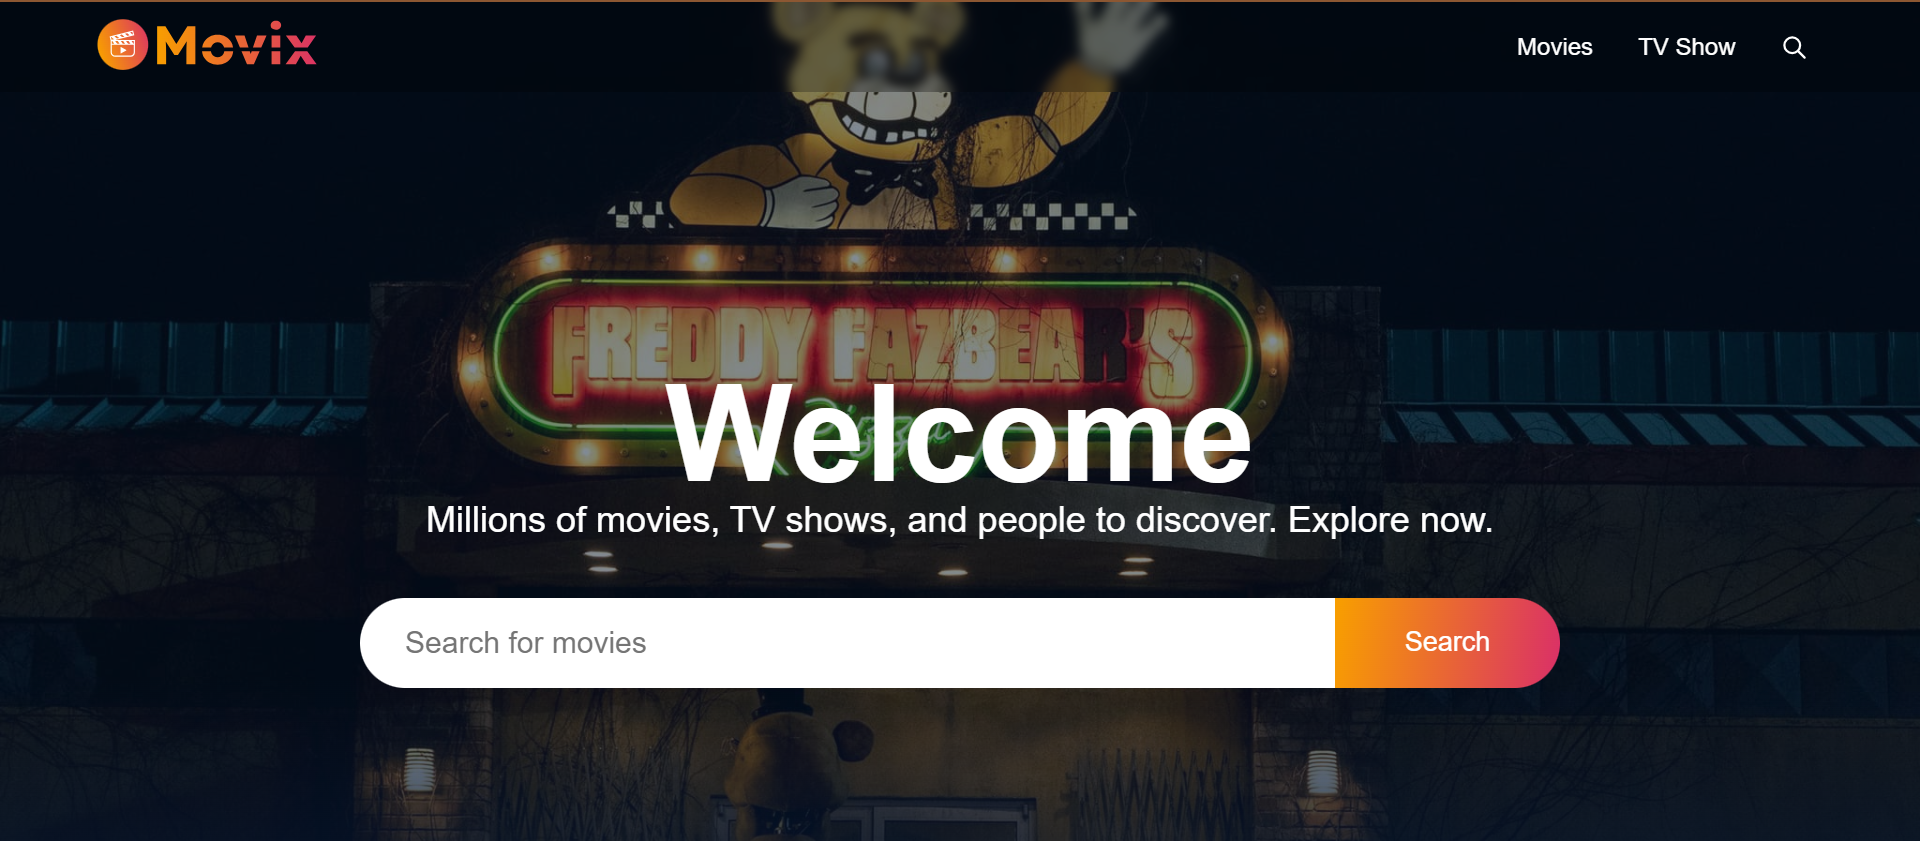 Movix
Movies
TV Show
FREDDY FAZBEAR'S
Pizza
Welcome
Millions of movies, TV shows, and people to discover. Explore now.
Search for movies
Search